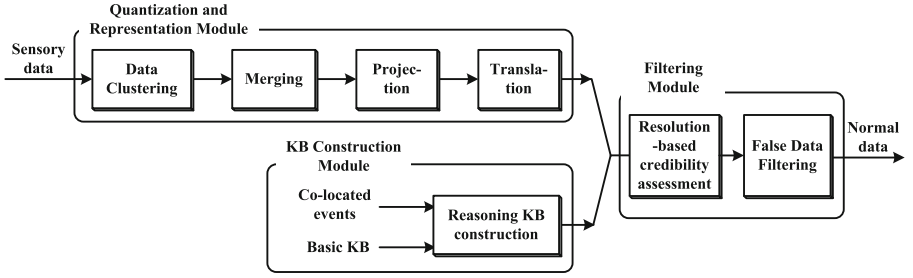 Quantization and
Representation Module
Sensory
data
Data
Clustering
Merging
Projec-
tion
Transla-
tion
Filtering
Module
Resolution
-based
credibility
assessment
False Data
Filtering
Normal
data
KB Construction
Module
Co-located
events
Basic KB
Reasoning KB
construction